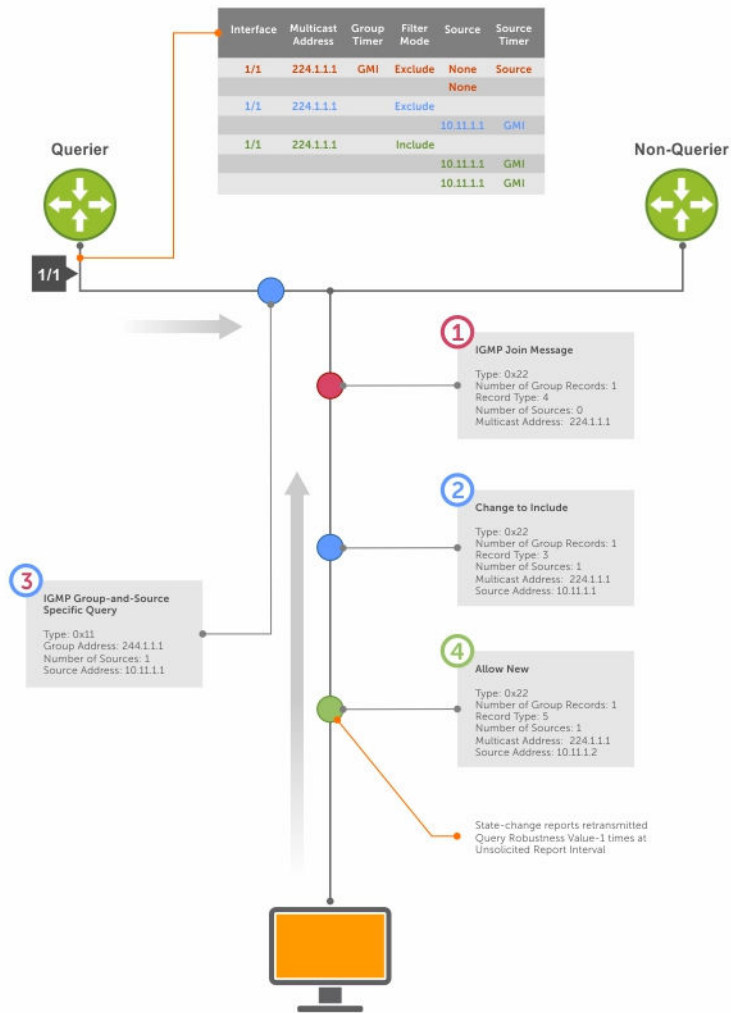 Interface Multicast Address Group Timer Filter Mode Source Source Timer
1/1 224.1.1.1 GMI Exclude None Source
None
1/1 224.1.1.1 Exclude
10.11.1.1 GMI
1/1 224.1.1.1 Include
10.11.1.1 GMI
10.11.1.1 GMI
Querier
Non-Querier
1/1
1
IGMP Join Message
Type: 0x22
Number of Group Records: 1
Record Type: 4
Number of Sources: 0
Multicast Address: 224.1.1.1
2
Change to Include
Type: 0x22
Number of Group Records: 1
Record Type: 3
Number of Sources: 1
Multicast Address: 224.1.1.1
Source Address: 10.11.1.1
3
IGMP Group-and-Source
Specific Query
Type: 0x11
Group Address: 244.1.1.1
Number of Sources: 1
Source Address: 10.11.1.1
4
Allow New
Type: 0x22
Number of Group Records: 1
Record Type: 5
Number of Sources: 1
Multicast Address: 224.1.1.1
Source Address: 10.11.1.2
State-change reports retransmitted
Query Robustness Value-1 times at
Unsolicited Report Interval